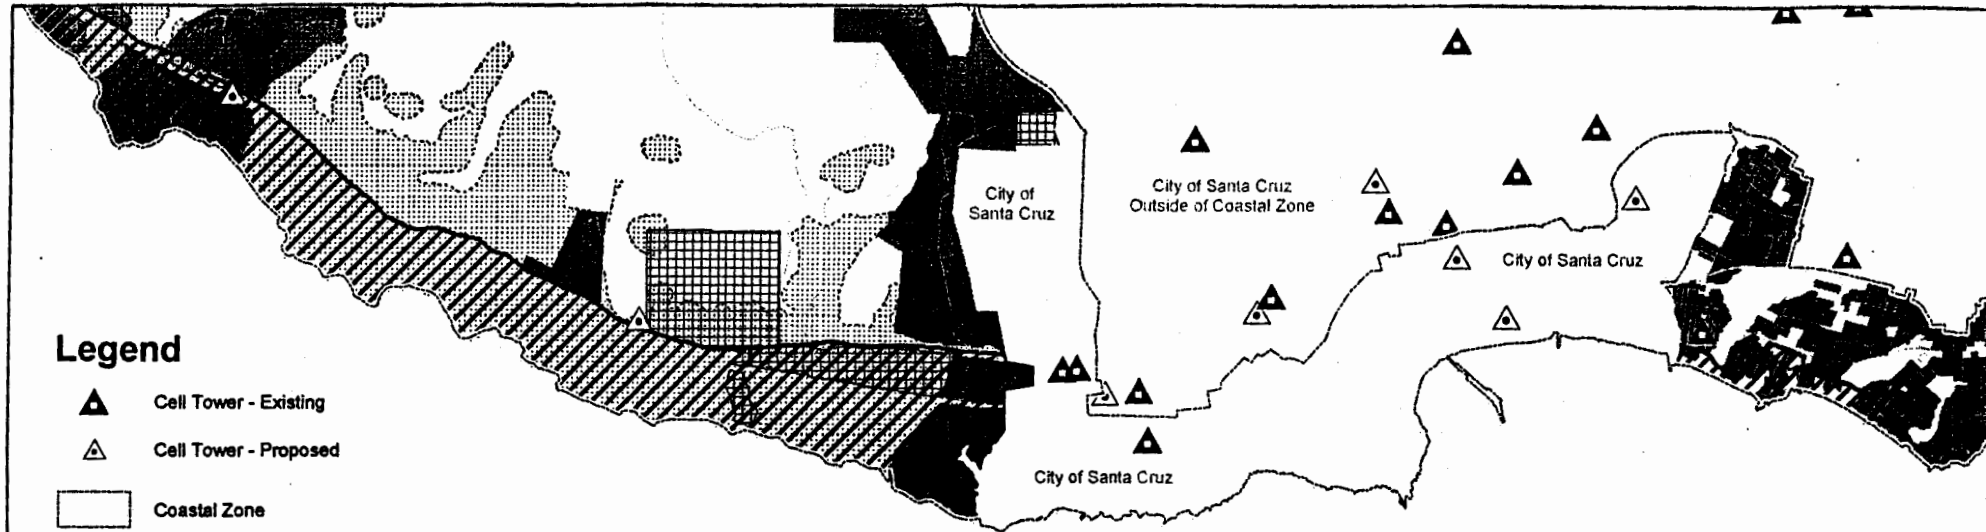 City of
Santa Cruz
City of Santa Cruz
Outside of Coastal Zone
City of Santa Cruz
Legend
Cell Tower - Existing
Cell Tower - Proposed
City of Santa Cruz
Coastal Zone